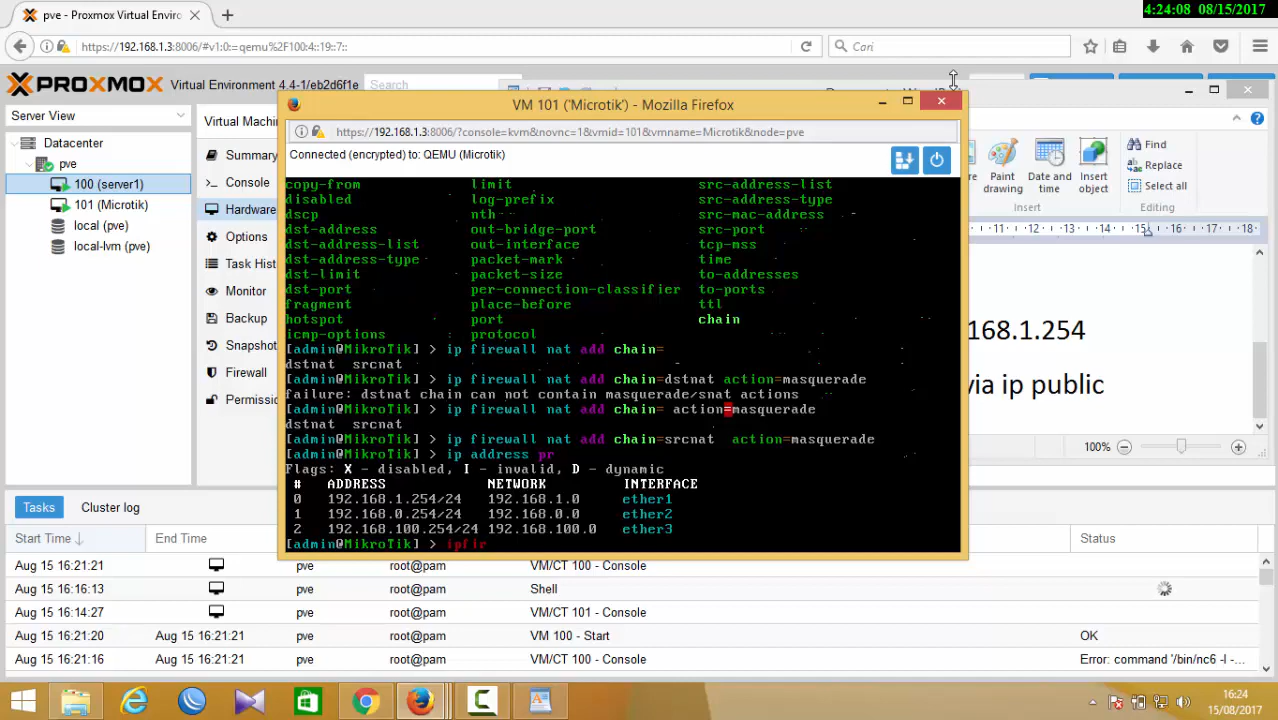 4:24:08 08/15/2017
pve - Proxmox Virtual Enviro
https://192.168.1.3:8006/#v1:0:=qemu%2F100:4::19::7::
Cari
PROXMOX Virtual Environment 4.4-1/eb2d6f1e Search
Server View
Datacenter
pve
100 (server1)
101 (Microtik)
local (pve)
local-lvm (pve)
Virtual Machin
Summary
Console
Hardware
Options
Task Hist
Monitor
Backup
Snapshot
Firewall
Permissio
VM 101 ('Microtik') - Mozilla Firefox
https://192.168.1.3:8006/?console=kvm&novnc=1&vmid=101&vmname=Microtik&node=pve
Connected (encrypted) to: QEMU (Microtik)
copy-from limit src-address-list
disabled log-prefix src-address-type
dscp nth src-mac-address
dst-address out-bridge-port src-port
dst-address-list out-interface tcp-mss
dst-address-type packet-mark time
dst-limit packet-size to-addresses
dst-port per-connection-classifier to-ports
fragment place-before ttl
hotspot port chain
icmp-options protocol
[admin@MikroTik] > ip firewall nat add chain=
dstnat srcnat
[admin@MikroTik] > ip firewall nat add chain=dstnat action=masquerade
failure: dstnat chain can not contain masquerade/snat actions
[admin@MikroTik] > ip firewall nat add chain= action=masquerade
dstnat srcnat
[admin@MikroTik] > ip firewall nat add chain=srcnat action=masquerade
[admin@MikroTik] > ip address pr
Flags: X - disabled, I - invalid, D - dynamic
# ADDRESS NETWORK INTERFACE
0 192.168.1.254/24 192.168.1.0 ether1
1 192.168.0.254/24 192.168.0.0 ether2
2 192.168.100.254/24 192.168.100.0 ether3
[admin@MikroTik] > ipfir
Paint drawing
Date and time
Insert object
Insert
Find
Replace
Select all
Editing
11 12 13 14 15 16 17 18
68.1.254
via ip public
100%
Tasks Cluster log
Start Time End Time Status
Aug 15 16:21:21 pve root@pam VM/CT 100 - Console
Aug 15 16:16:13 pve root@pam Shell
Aug 15 16:14:27 pve root@pam VM/CT 101 - Console
Aug 15 16:21:20 Aug 15 16:21:21 pve root@pam VM 100 - Start OK
Aug 15 16:21:16 Aug 15 16:21:21 pve root@pam VM/CT 100 - Console Error: command '/bin/nc6 -l -...
16:24
15/08/2017